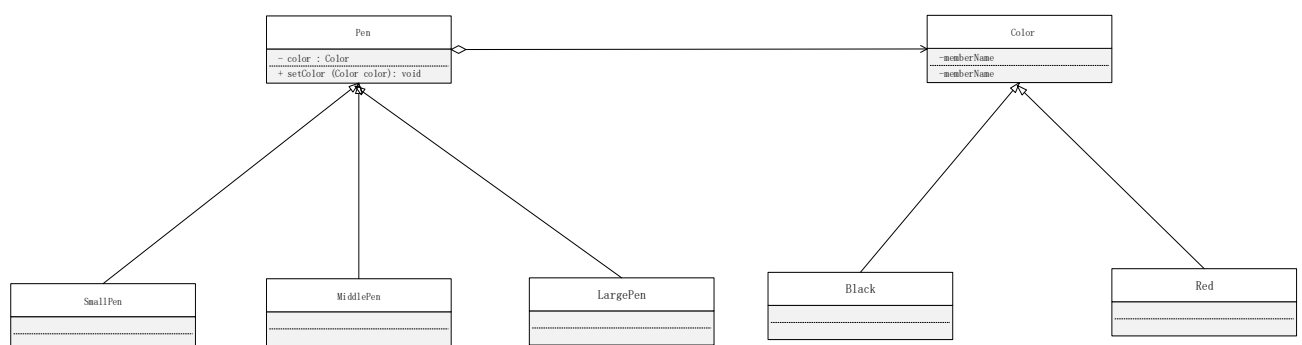 Pen
- color : Color
+ setColor (Color color): void
Color
-memberName
-memberName
SmallPen
MiddlePen
LargePen
Black
Red